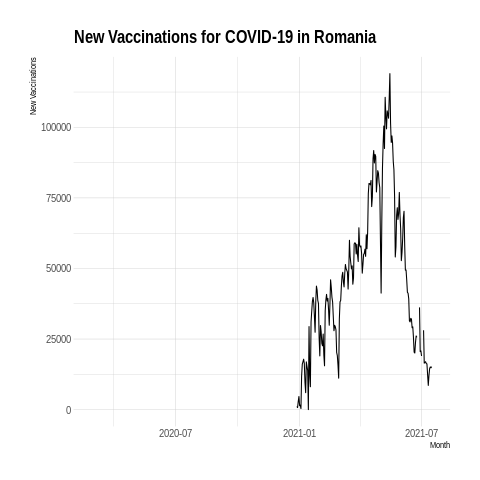 New Vaccinations for COVID-19 in Romania
New Vaccinations
100000
75000
50000
25000
0
2020-07
2021-01
2021-07
Month